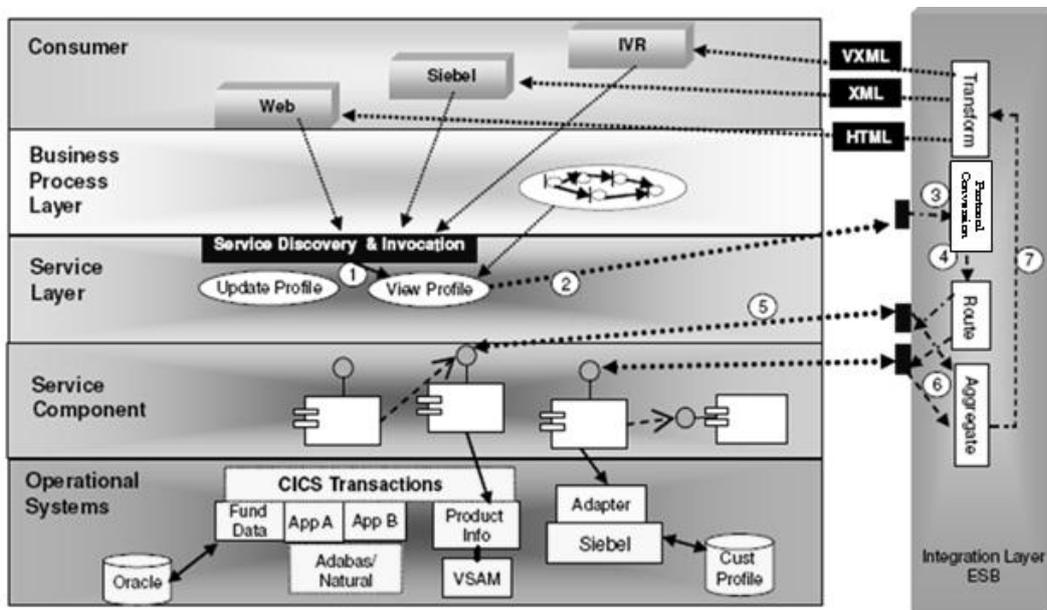 Consumer
IVR
Siebel
Web
VXML
XML
HTML
Transform
Business
Process
Layer
Protocol
Conversion
3
Service Discovery & Invocation
Service
Layer
1
Update Profile
View Profile
2
4
7
5
Route
Service
Component
6
Aggregate
Operational
Systems
CICS Transactions
Fund
Data
App A
App B
Product
Info
Adapter
Siebel
Oracle
Adabas/
Natural
VSAM
Cust
Profile
Integration Layer
ESB